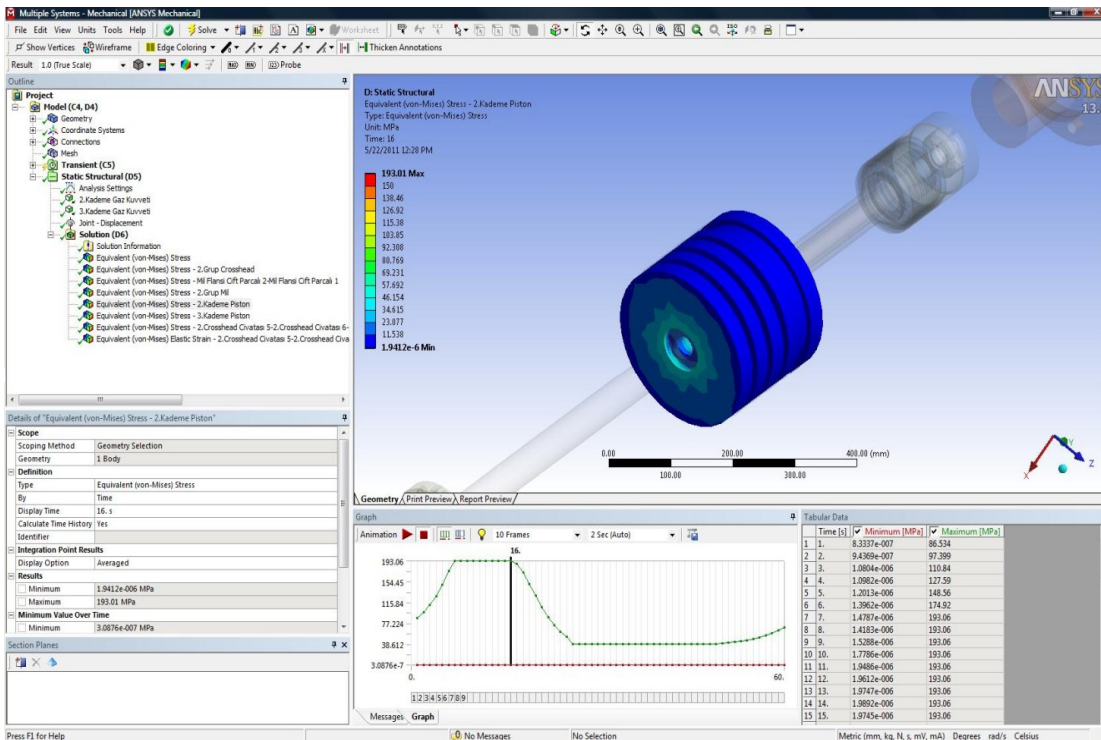 Multiple Systems - Mechanical [ANSYS Mechanical]
File Edit View Units Tools Help Solve Worksheet
Show Vertices Wireframe Edge Coloring Thicken Annotations
Result 1.0 (True Scale) Probe
Outline
Project
Model (C4, D4)
Geometry
Coordinate Systems
Connections
Mesh
Transient (C5)
Static Structural (D5)
Analysis Settings
2.Kademe Gaz Kuvveti
3.Kademe Gaz Kuvveti
Joint - Displacement
Solution (D6)
Solution Information
Equivalent (von-Mises) Stress
Equivalent (von-Mises) Stress - 2.Grup Crosshead
Equivalent (von-Mises) Stress - Mil Flansi Cift Parcalı 2-Mil Flansi Cift Parcalı 1
Equivalent (von-Mises) Stress - 2.Grup Mil
Equivalent (von-Mises) Stress - 2.Kademe Piston
Equivalent (von-Mises) Stress - 3.Kademe Piston
Equivalent (von-Mises) Stress - 2.Crosshead Civatası 5-2.Crosshead Civatası 6-
Equivalent (von-Mises) Elastic Strain - 2.Crosshead Civatası 5-2.Crosshead Civa
D: Static Structural
Equivalent (von-Mises) Stress - 2.Kademe Piston
Type: Equivalent (von-Mises) Stress
Unit: MPa
Time: 16
5/22/2011 12:28 PM
193.01 Max
150
138.46
126.92
115.38
103.85
92.308
80.769
69.231
57.692
46.154
34.615
23.077
11.538
1.9412e-6 Min
ANSYS
13.
0.00 200.00 400.00 (mm)
100.00 300.00
Y
Z
X
Geometry Print Preview Report Preview
Details of "Equivalent (von-Mises) Stress - 2.Kademe Piston"
Scope
Scoping Method Geometry Selection
Geometry 1 Body
Definition
Type Equivalent (von-Mises) Stress
By Time
Display Time 16. s
Calculate Time History Yes
Identifier
Integration Point Results
Display Option Averaged
Results
Minimum 1.9412e-006 MPa
Maximum 193.01 MPa
Minimum Value Over Time
Minimum 3.0876e-007 MPa
Section Planes
Graph
Animation 10 Frames 2 Sec (Auto)
16.
193.06
154.45
115.84
77.224
38.612
3.0876e-7
0. 60.
1 2 3 4 5 6 7 8 9
Messages Graph
Tabular Data
Time [s] Minimum [MPa] Maximum [MPa]
1 1. 8.3337e-007 86.534
2 2. 9.4369e-007 97.399
3 3. 1.0804e-006 110.84
4 4. 1.0982e-006 127.59
5 5. 1.2013e-006 148.56
6 6. 1.3962e-006 174.92
7 7. 1.4787e-006 193.06
8 8. 1.4183e-006 193.06
9 9. 1.5288e-006 193.06
10 10. 1.7786e-006 193.06
11 11. 1.9486e-006 193.06
12 12. 1.9612e-006 193.06
13 13. 1.9747e-006 193.06
14 14. 1.9892e-006 193.06
15 15. 1.9745e-006 193.06
Press F1 for Help No Messages No Selection Metric (mm, kg, N, s, mV, mA) Degrees rad/s Celsius